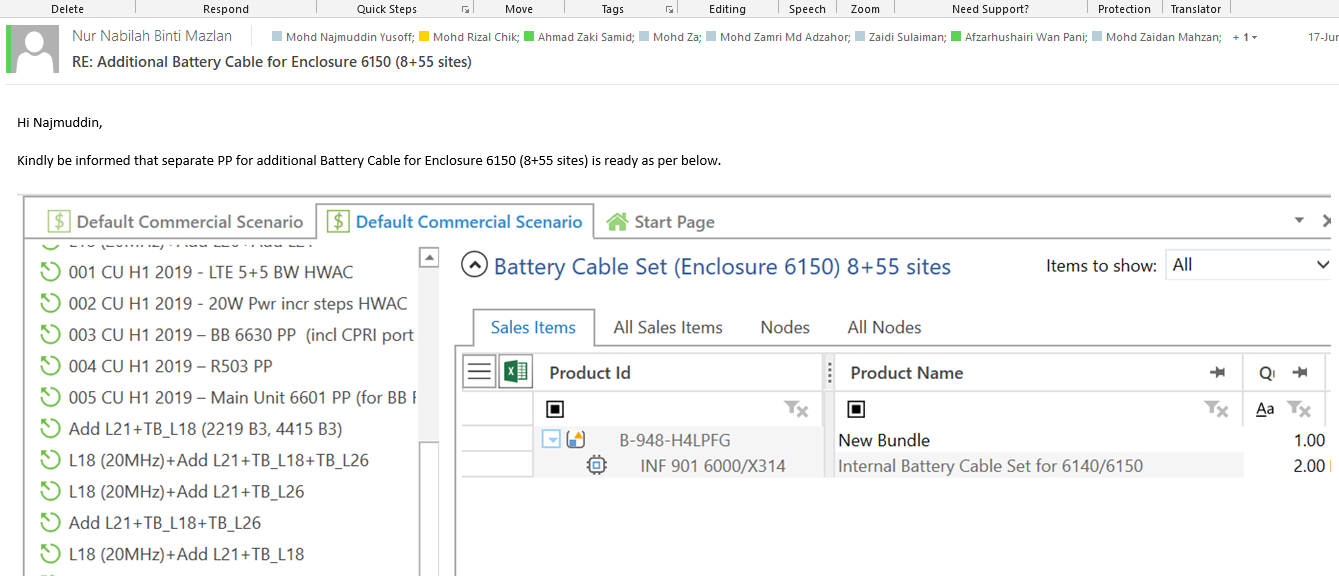 Delete Respond Quick Steps Move Tags Editing Speech Zoom Need Support? Protection Translator
Nur Nabilah Binti Mazlan Mohd Najmuddin Yusoff; Mohd Rizal Chik; Ahmad Zaki Samid; Mohd Za; Mohd Zamri Md Adzahor; Zaidi Sulaiman; Afzarhushairi Wan Pani; Mohd Zaidan Mahzan; + 1 17-Jun
RE: Additional Battery Cable for Enclosure 6150 (8+55 sites)
Hi Najmuddin,
Kindly be informed that separate PP for additional Battery Cable for Enclosure 6150 (8+55 sites) is ready as per below.
Default Commercial Scenario Default Commercial Scenario Start Page
001 CU H1 2019 - LTE 5+5 BW HWAC
002 CU H1 2019 - 20W Pwr incr steps HWAC
003 CU H1 2019 – BB 6630 PP (incl CPRI port
004 CU H1 2019 – R503 PP
005 CU H1 2019 – Main Unit 6601 PP (for BB
Add L21+TB_L18 (2219 B3, 4415 B3)
L18 (20MHz)+Add L21+TB_L18+TB_L26
L18 (20MHz)+Add L21+TB_L26
Add L21+TB_L18+TB_L26
L18 (20MHz)+Add L21+TB_L18
Battery Cable Set (Enclosure 6150) 8+55 sites Items to show: All
Sales Items All Sales Items Nodes All Nodes
Product Id Product Name
Aa
B-948-H4LPFG New Bundle 1.00
INF 901 6000/X314 Internal Battery Cable Set for 6140/6150 2.00